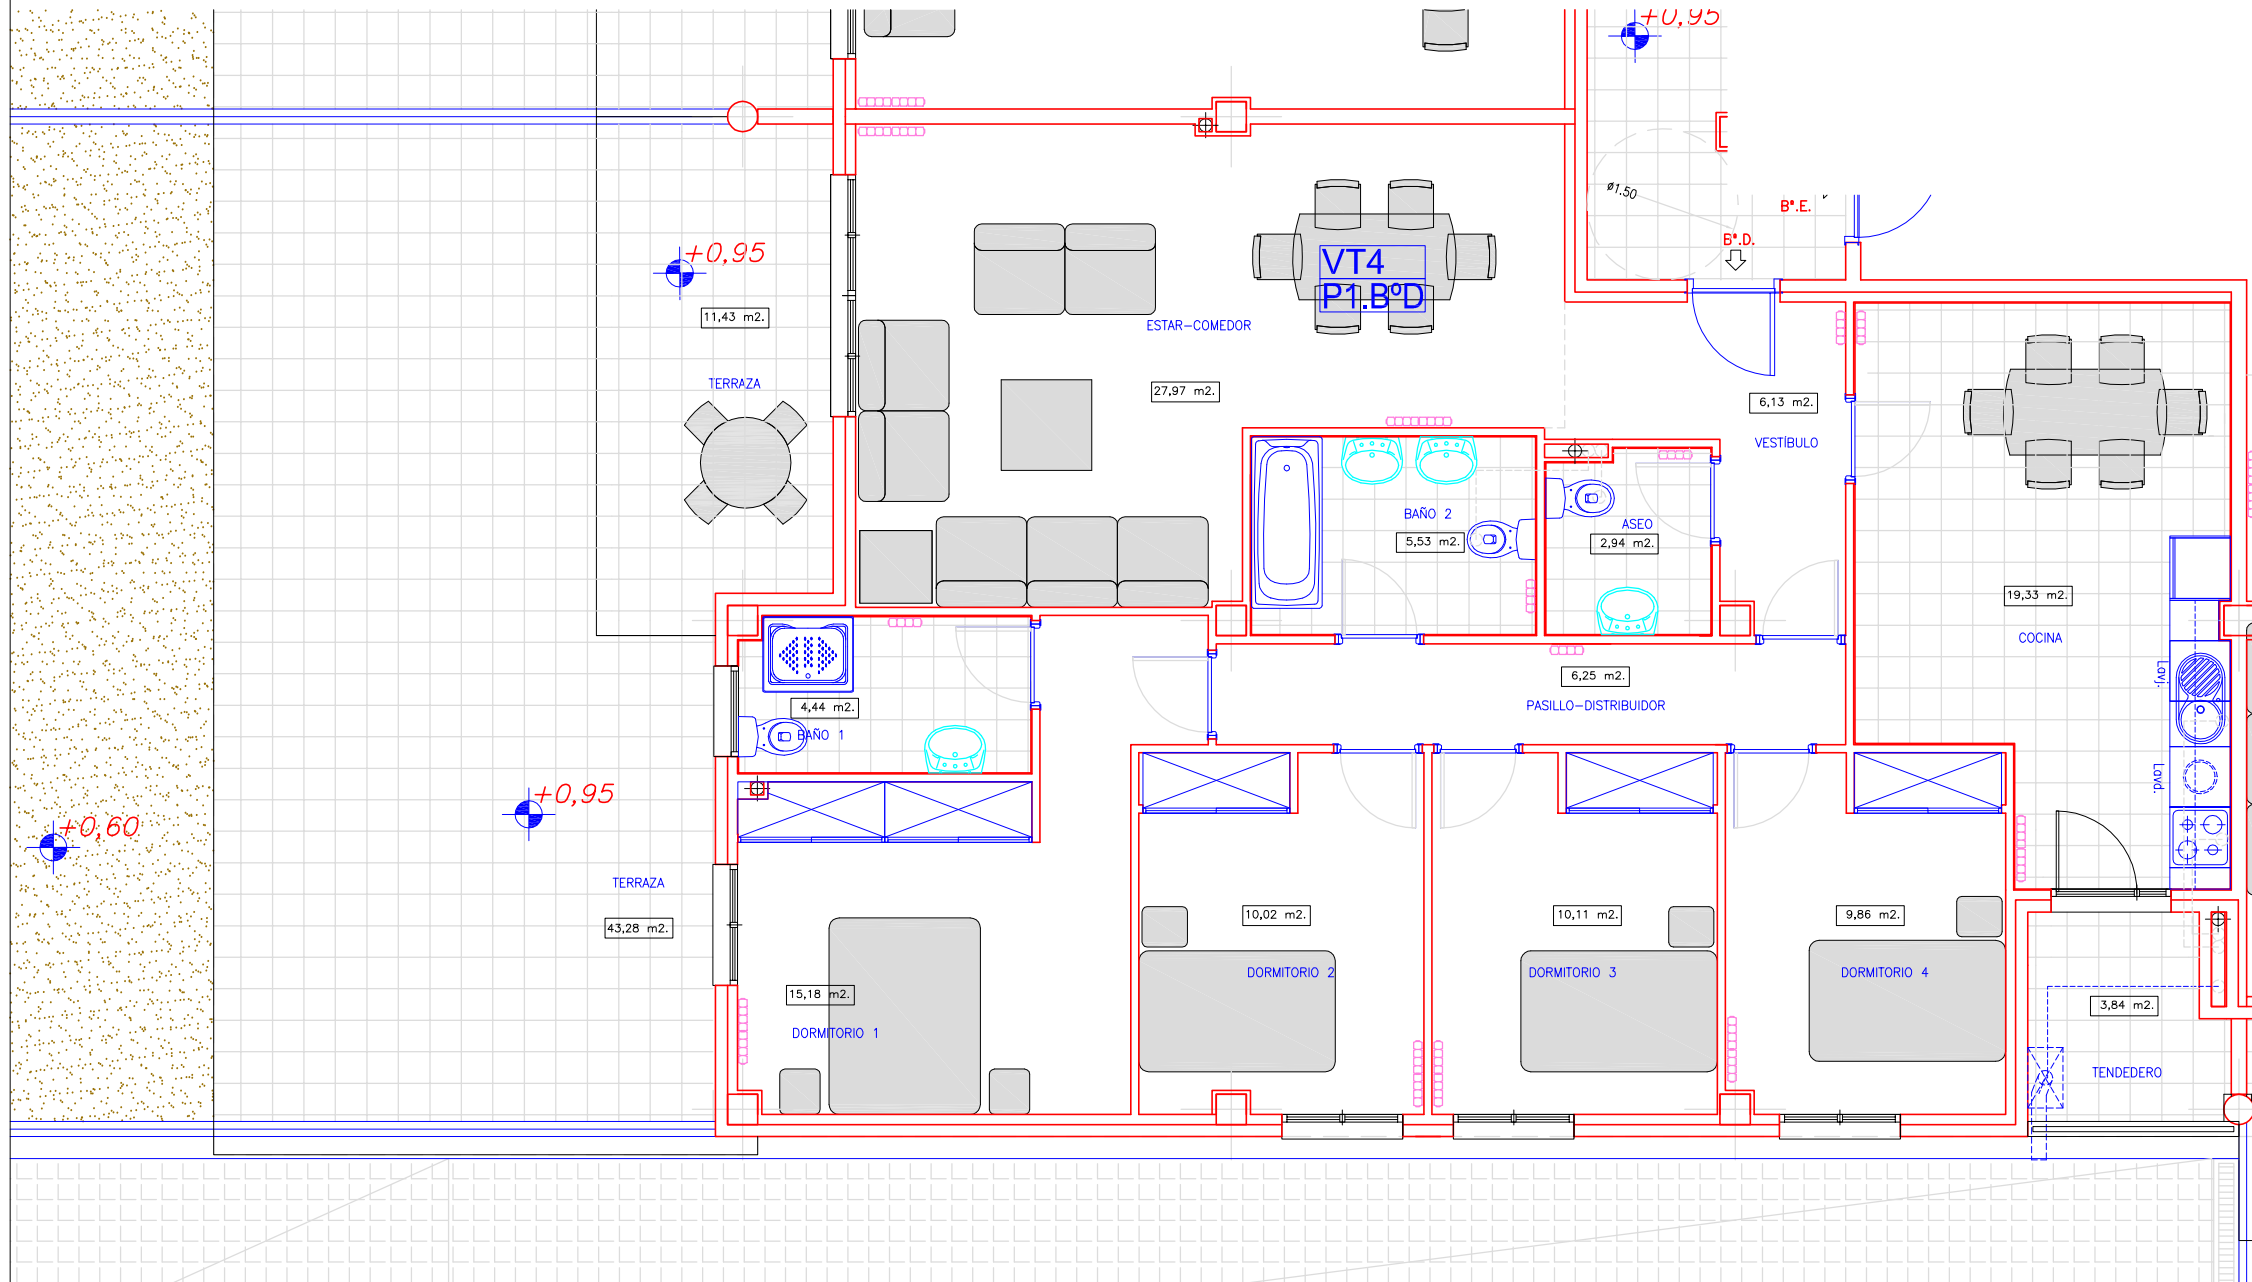 +0,95
ø1.50
Bº.E.
Bº.D.
+0,95
VT4
P1.BºD
11,43 m2.
ESTAR-COMEDOR
TERRAZA
27,97 m2.
6,13 m2.
VESTÍBULO
BAÑO 2
5,53 m2.
ASEO
2,94 m2.
19,33 m2.
COCINA
Lavj.
6,25 m2.
PASILLO-DISTRIBUIDOR
4,44 m2.
BAÑO 1
Lavd.
+0,95
+0,60
TERRAZA
43,28 m2.
10,02 m2.
10,11 m2.
9,86 m2.
DORMITORIO 2
DORMITORIO 3
DORMITORIO 4
15,18 m2.
DORMITORIO 1
3,84 m2.
TENDEDERO